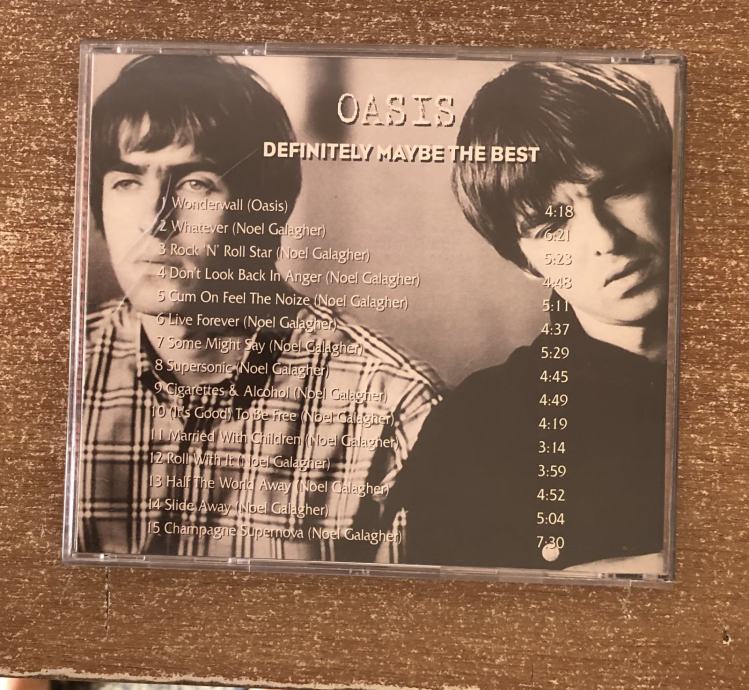 OASIS
DEFINITELY MAYBE THE BEST
1 Wonderwall (Oasis) 4:18
2 Whatever (Noel Galagher) 6:21
3 Rock 'N' Roll Star (Noel Galagher) 5:23
4 Don't Look Back In Anger (Noel Galagher) 4:48
5 Cum On Feel The Noize (Noel Galagher) 5:11
6 Live Forever (Noel Galagher) 4:37
7 Some Might Say (Noel Galagher) 5:29
8 Supersonic (Noel Galagher) 4:45
9 Cigarettes & Alcohol (Noel Galagher) 4:49
10 (It's Good) To Be Free (Noel Galagher) 4:19
11 Married With Children (Noel Galagher) 3:14
12 Roll With It (Noel Galagher) 3:59
13 Half The World Away (Noel Galagher) 4:52
14 Slide Away (Noel Galagher) 5:04
15 Champagne Supernova (Noel Galagher) 7:30